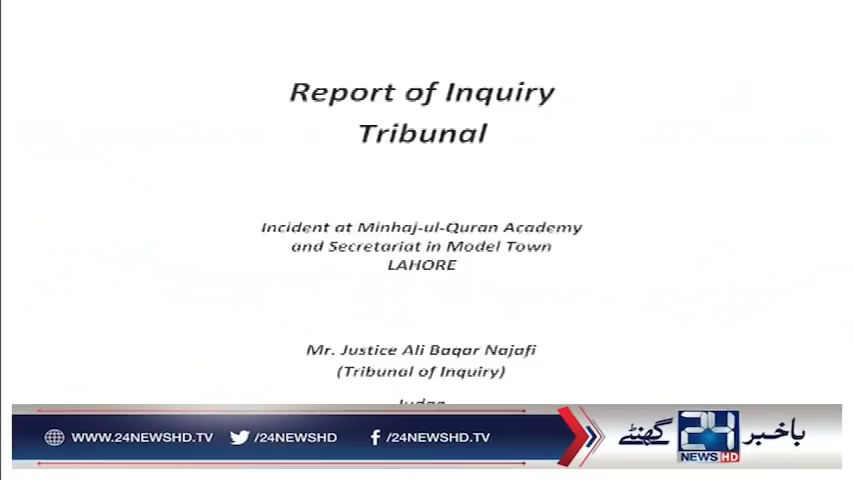 Report of Inquiry
Tribunal
Incident at Minhaj-ul-Quran Academy
and Secretariat in Model Town
LAHORE
Mr. Justice Ali Baqar Najafi
(Tribunal of Inquiry)
Judge
WWW.24NEWSHD.TV /24NEWSHD /24NEWSHD.TV
باخبر 24 گھنٹے
NEWS HD